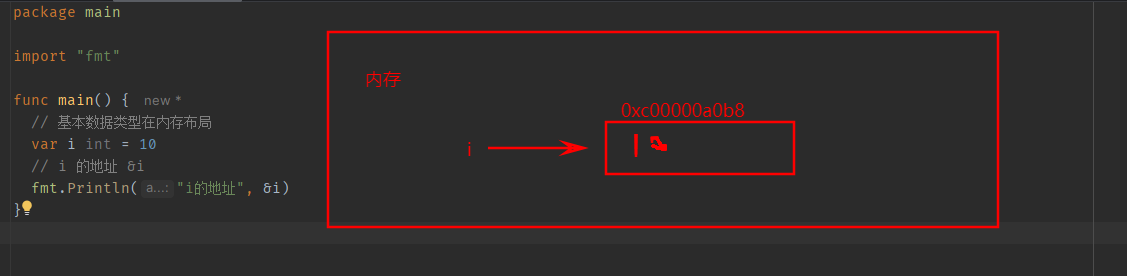 package main
import "fmt"
func main() { new *
// 基本数据类型在内存布局
var i int = 10
// i 的地址 &i
fmt.Println( a...: "i的地址", &i)
}
内存
0xc00000a0b8
i
10